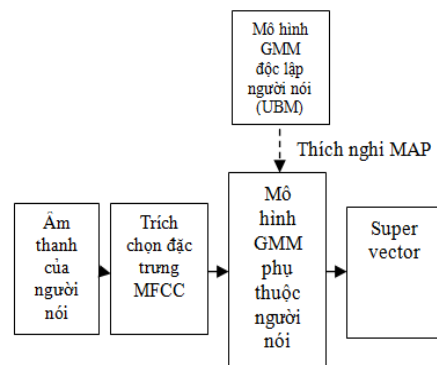 Mô hình
GMM
độc lập
người nói
(UBM)
Thích nghi MAP
Âm
thanh
của
người
nói
Trích
chọn đặc
trưng
MFCC
Mô
hình
GMM
phụ
thuộc
người
nói
Super
vector